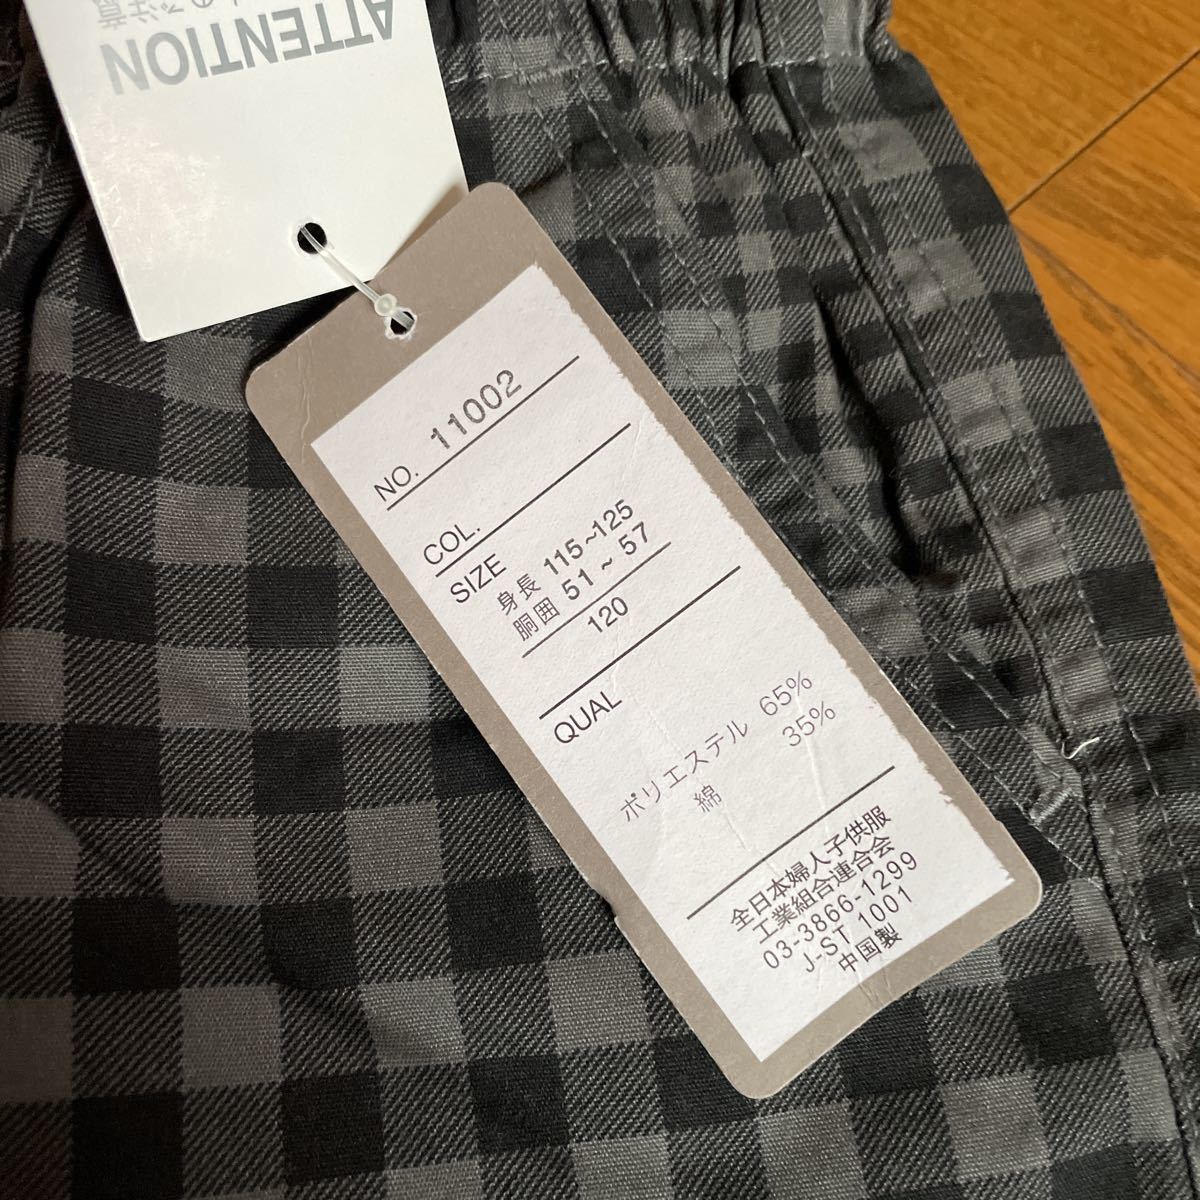 ATTENTION
NO. 11002
COL.
SIZE
身長 115~125
胴囲 51 ~ 57
120
QUAL
ポリエステル 65%
綿 35%
全日本婦人子供服
工業組合連合会
03-3866-1299
J-ST 1001
中国製